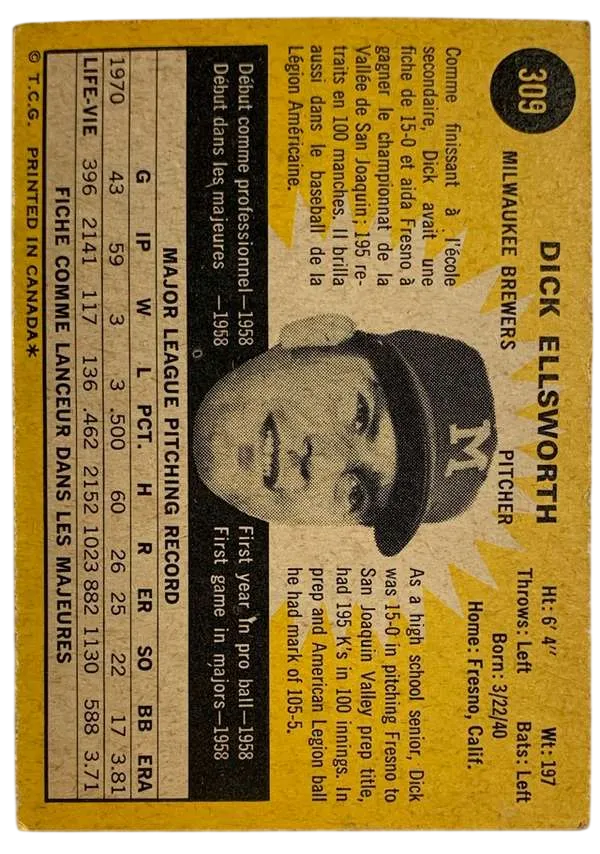 309
DICK ELLSWORTH
MILWAUKEE BREWERS PITCHER
Ht: 6' 4" Wt: 197
Throws: Left Bats: Left
Born: 3/22/40
Home: Fresno, Calif.
Comme finissant à l'école
secondaire, Dick avait une
fiche de 15-0 et aida Fresno à
gagner le championnat de la
Vallée de San Joaquin; 195 re-
traits en 100 manches. Il brilla
aussi dans le baseball de la
Légion Américaine.
M
As a high school senior, Dick
was 15-0 in pitching Fresno to
San Joaquin Valley prep title,
had 195 K's in 100 innings. In
prep and American Legion ball
he had mark of 105-5.
Début comme professionnel—1958
Début dans les majeures —1958
First year in pro ball—1958
First game in majors—1958
MAJOR LEAGUE PITCHING RECORD
G IP W L PCT. H R ER SO BB ERA
1970 43 59 3 3 .500 60 26 25 22 17 3.81
LIFE-VIE 396 2141 117 136 .462 2152 1023 882 1130 588 3.71
FICHE COMME LANCEUR DANS LES MAJEURES
© T.C.G. PRINTED IN CANADA*